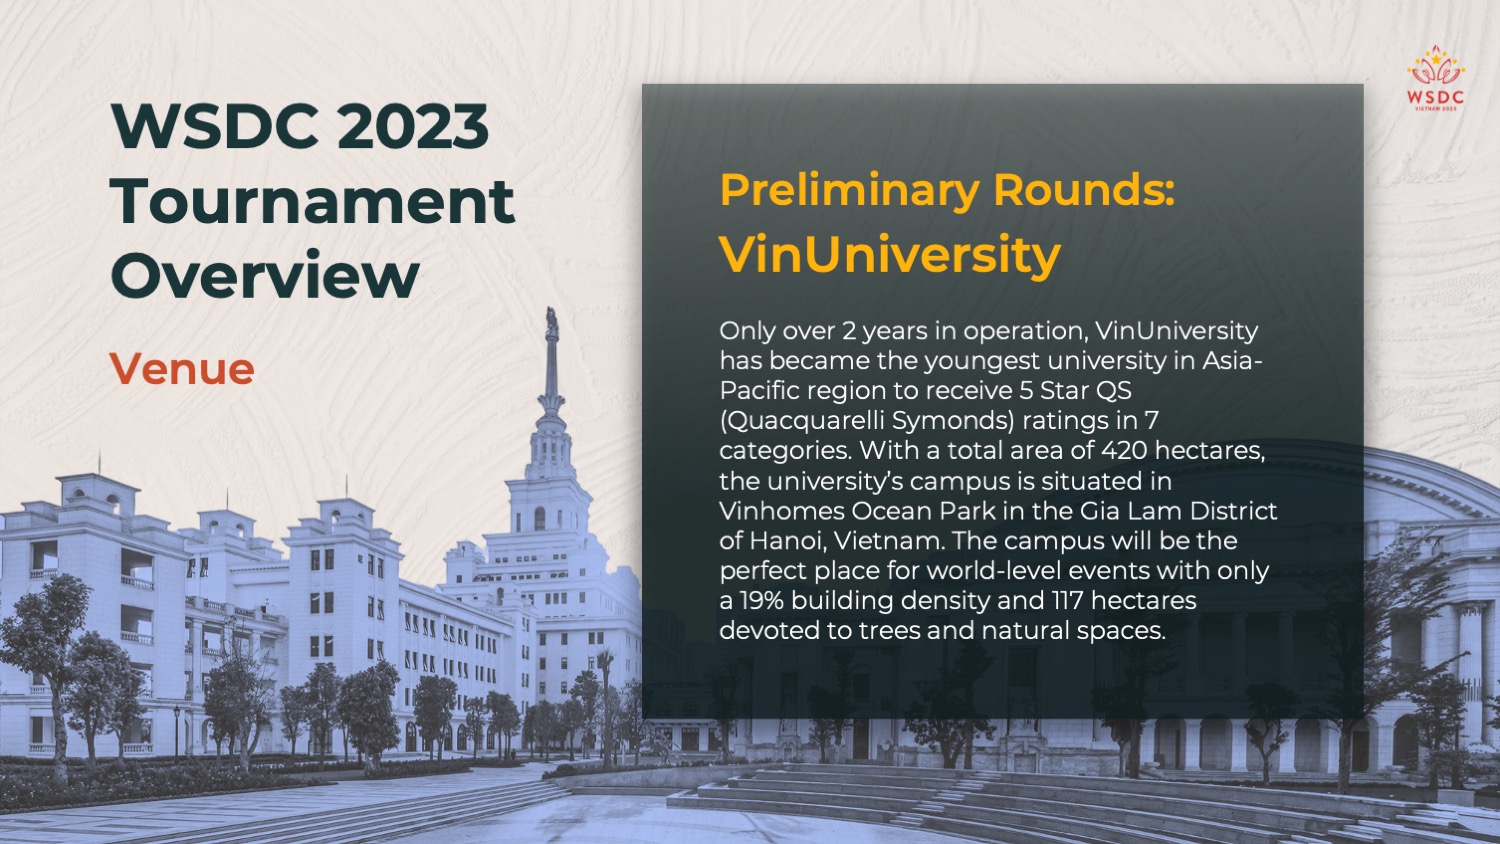 WSDC 2023
Tournament
Overview
Venue
WSDC
VIETNAM 2023
Preliminary Rounds:
VinUniversity
Only over 2 years in operation, VinUniversity
has became the youngest university in Asia-
Pacific region to receive 5 Star QS
(Quacquarelli Symonds) ratings in 7
categories. With a total area of 420 hectares,
the university’s campus is situated in
Vinhomes Ocean Park in the Gia Lam District
of Hanoi, Vietnam. The campus will be the
perfect place for world-level events with only
a 19% building density and 117 hectares
devoted to trees and natural spaces.